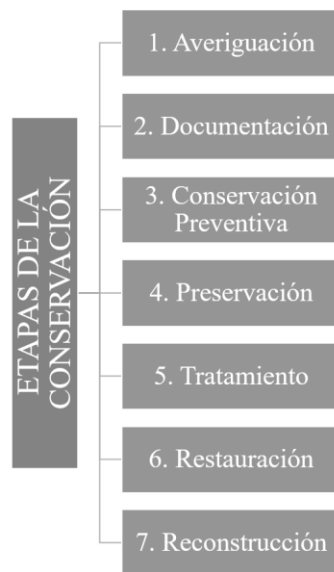 ETAPAS DE LA
CONSERVACIÓN
1. Averiguación
2. Documentación
3. Conservación
Preventiva
4. Preservación
5. Tratamiento
6. Restauración
7. Reconstrucción